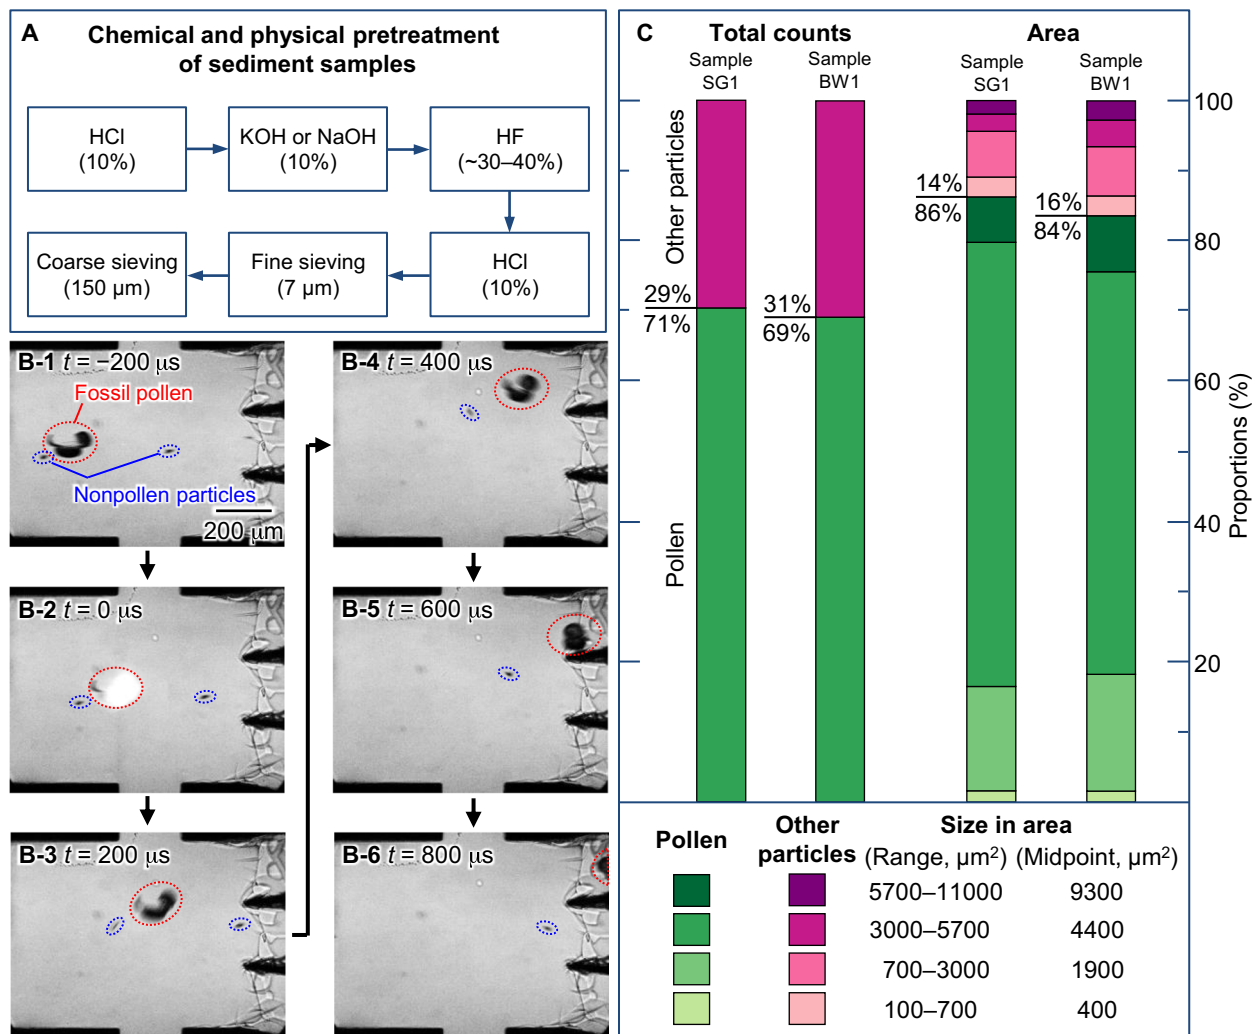 A Chemical and physical pretreatment
of sediment samples
HCl
(10%)
KOH or NaOH
(10%)
HF
(~30–40%)
Coarse sieving
(150 µm)
Fine sieving
(7 µm)
HCl
(10%)
B-1 t = −200 µs
Fossil pollen
Nonpollen particles
200 µm
B-2 t = 0 µs
B-3 t = 200 µs
B-4 t = 400 µs
B-5 t = 600 µs
B-6 t = 800 µs
C Total counts Area
Sample
SG1
Sample
BW1
Sample
SG1
Sample
BW1
Other particles
Pollen
29%
71%
31%
69%
14%
86%
16%
84%
100
80
60
40
20
Proportions (%)
Pollen Other particles Size in area
(Range, µm²) (Midpoint, µm²)
5700–11000 9300
3000–5700 4400
700–3000 1900
100–700 400